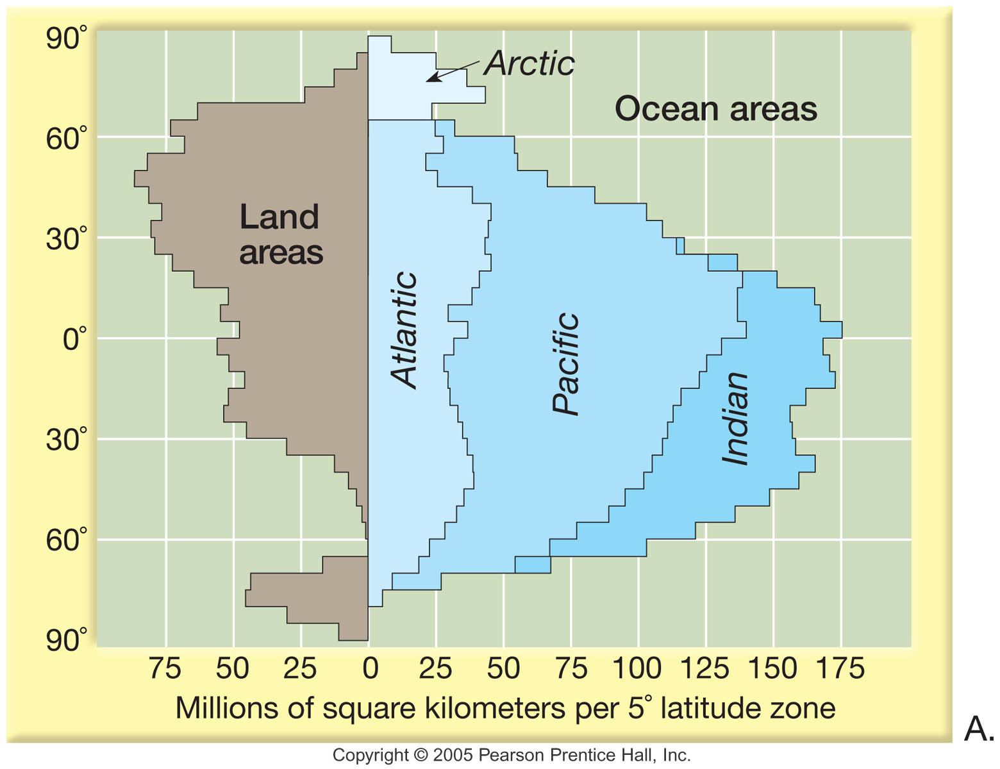 90°
60°
30°
0°
30°
60°
90°
Arctic
Ocean areas
Land
areas
Atlantic
Pacific
Indian
75 50 25 0 25 50 75 100 125 150 175
Millions of square kilometers per 5° latitude zone
A.
Copyright © 2005 Pearson Prentice Hall, Inc.